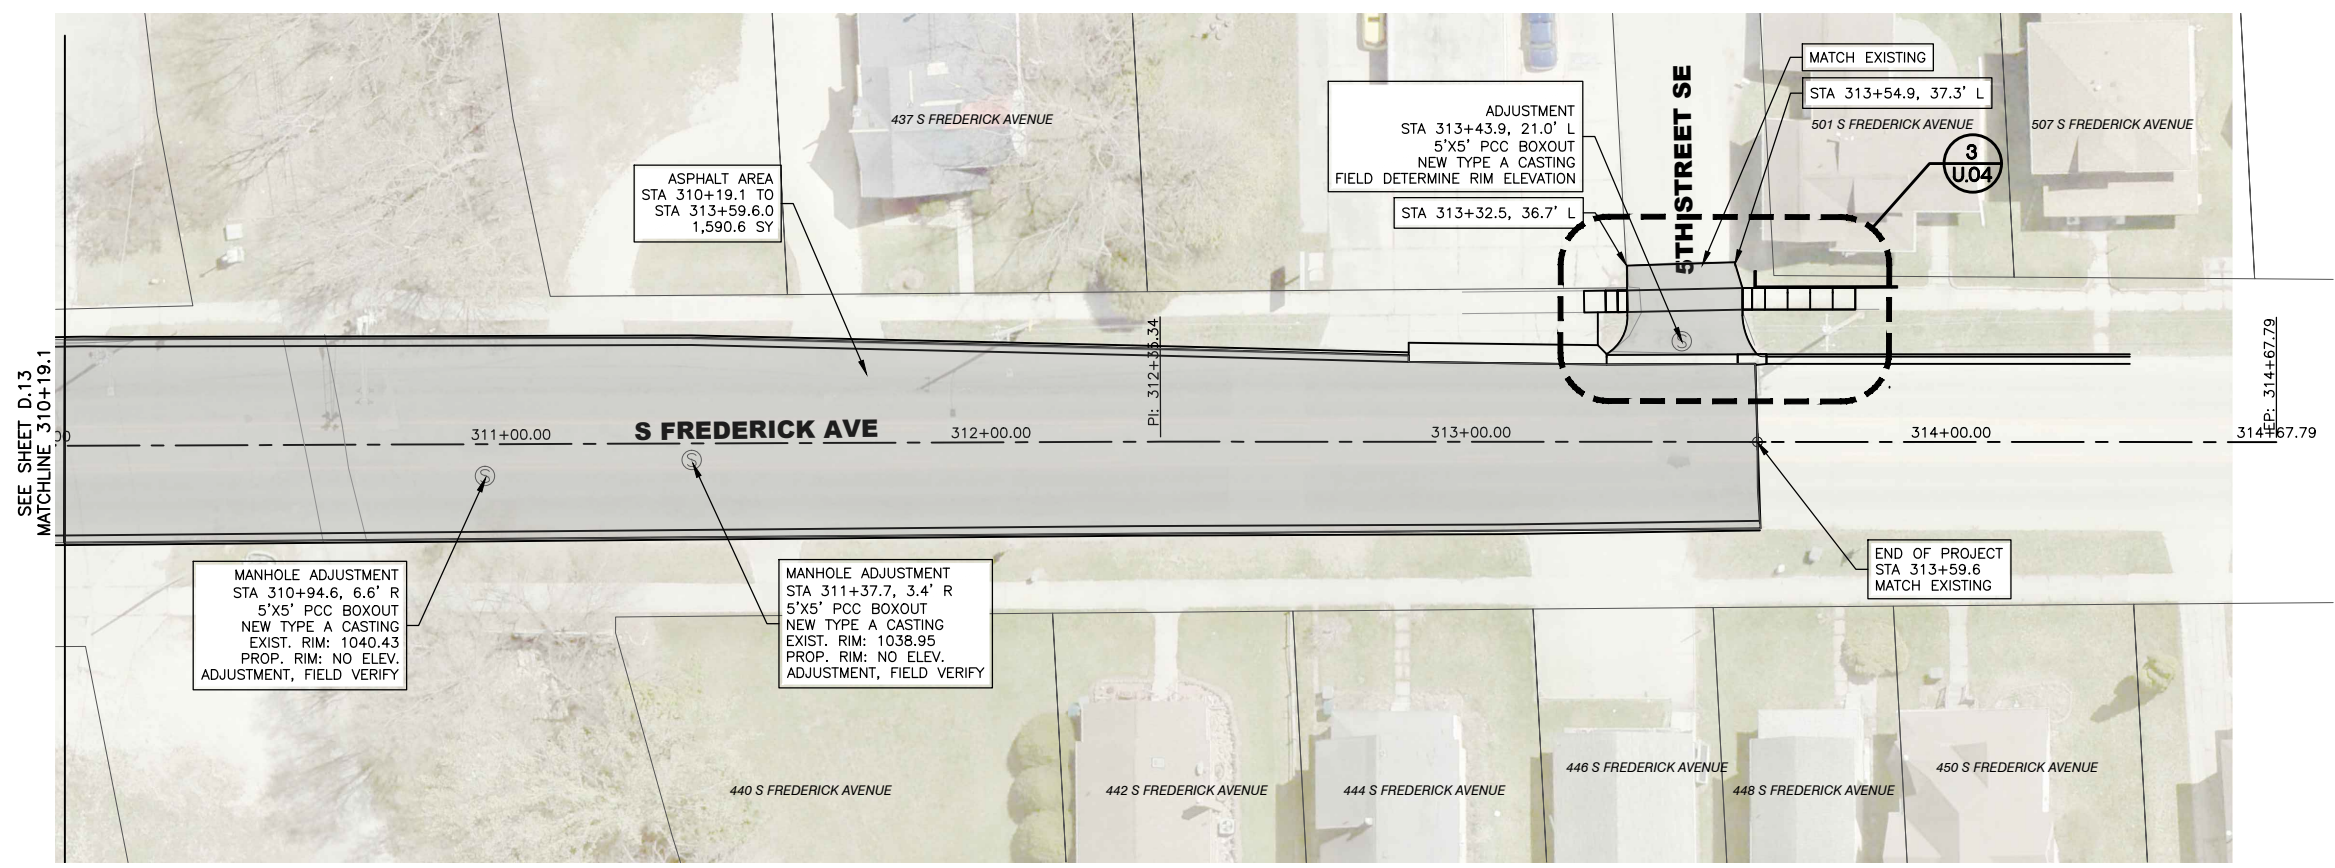 MATCH EXISTING
STA 313+54.9, 37.3' L
ADJUSTMENT
STA 313+43.9, 21.0' L
5'X5' PCC BOXOUT
NEW TYPE A CASTING
FIELD DETERMINE RIM ELEVATION
STA 313+32.5, 36.7' L
5TH STREET SE
437 S FREDERICK AVENUE
501 S FREDERICK AVENUE
507 S FREDERICK AVENUE
3
U.04
ASPHALT AREA
STA 310+19.1 TO
STA 313+59.6.0
1,590.6 SY
SEE SHEET D.13
MATCHLINE 310+19.1
00
311+00.00
S FREDERICK AVE
312+00.00
313+00.00
314+00.00
314+67.79
EP: 314+67.79
S
S
S
MANHOLE ADJUSTMENT
STA 310+94.6, 6.6' R
5'X5' PCC BOXOUT
NEW TYPE A CASTING
EXIST. RIM: 1040.43
PROP. RIM: NO ELEV.
ADJUSTMENT, FIELD VERIFY
MANHOLE ADJUSTMENT
STA 311+37.7, 3.4' R
5'X5' PCC BOXOUT
NEW TYPE A CASTING
EXIST. RIM: 1038.95
PROP. RIM: NO ELEV.
ADJUSTMENT, FIELD VERIFY
END OF PROJECT
STA 313+59.6
MATCH EXISTING
440 S FREDERICK AVENUE
442 S FREDERICK AVENUE
444 S FREDERICK AVENUE
446 S FREDERICK AVENUE
448 S FREDERICK AVENUE
450 S FREDERICK AVENUE